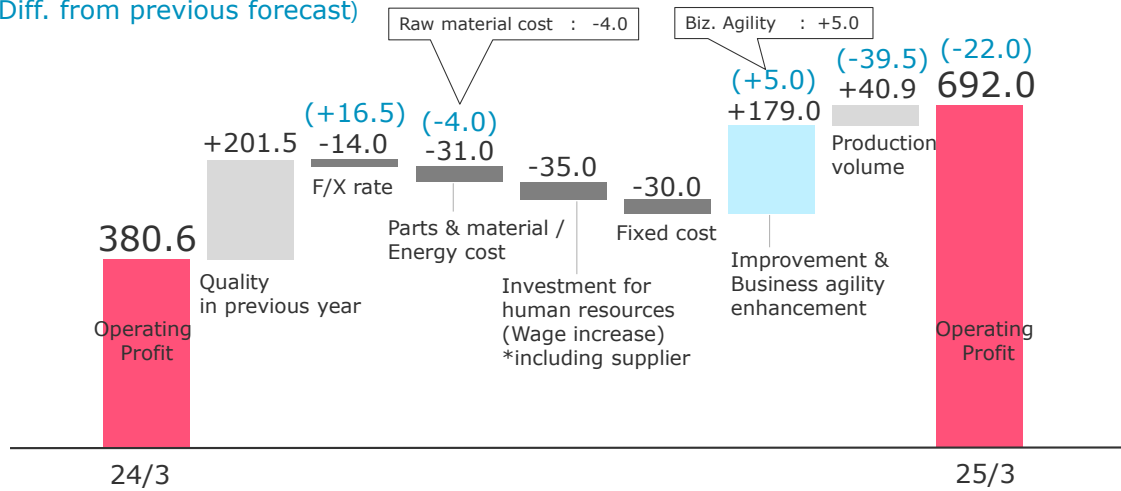 Diff. from previous forecast)
Raw material cost : -4.0
Biz. Agility : +5.0
(+16.5)
(-4.0)
(+5.0)
(-39.5)
(-22.0)
380.6
+201.5
-14.0
-31.0
-35.0
-30.0
+179.0
+40.9
692.0
Operating
Profit
Quality
in previous year
F/X rate
Parts & material /
Energy cost
Investment for
human resources
(Wage increase)
*including supplier
Fixed cost
Improvement &
Business agility
enhancement
Production
volume
Operating
Profit
24/3
25/3